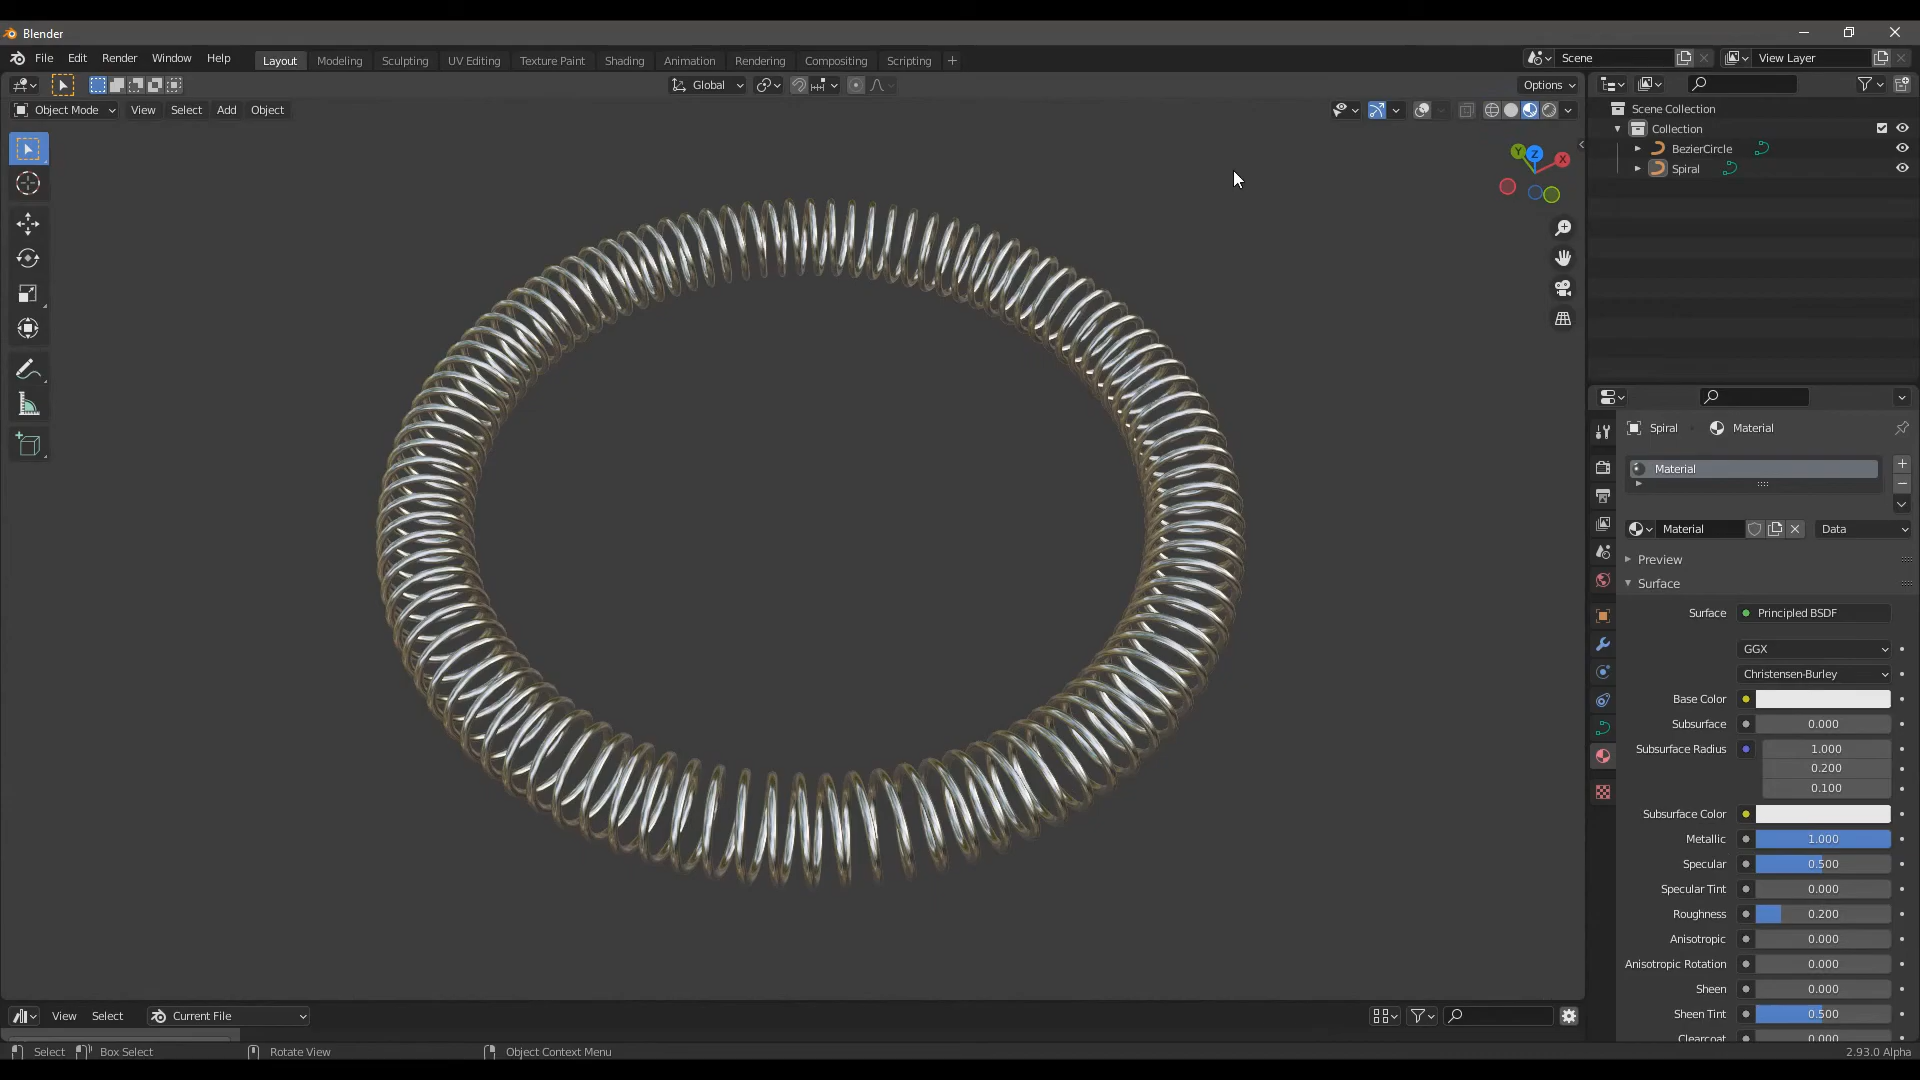 Blender
File Edit Render Window Help Layout Modeling Sculpting UV Editing Texture Paint Shading Animation Rendering Compositing Scripting + Scene View Layer
Global Options
Object Mode View Select Add Object
Scene Collection
Collection
BezierCircle
Spiral
Y Z X
Spiral Material
Material
Material Data
Preview
Surface
Surface Principled BSDF
GGX
Christensen-Burley
Base Color
Subsurface 0.000
Subsurface Radius 1.000
0.200
0.100
Subsurface Color
Metallic 1.000
Specular 0.500
Specular Tint 0.000
Roughness 0.200
Anisotropic 0.000
Anisotropic Rotation 0.000
Sheen 0.000
Sheen Tint 0.500
Clearcoat 0.000
View Select Current File
Select Box Select Rotate View Object Context Menu 2.93.0 Alpha